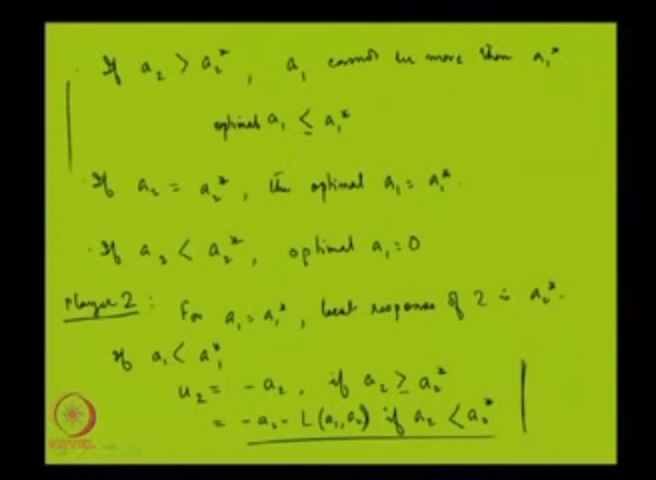 · If a₂ > a₂*, a₁ cannot be more than a₁*
optimal a₁ ≤ a₁*
· If a₂ = a₂*, the optimal a₁ = a₁*.
· If a₂ < a₂*, optimal a₁ = 0
Player 2 : For a₁ = a₁*, best response of 2 is a₂*.
If a₁ < a₁*
u₂ = - a₂, if a₂ ≥ a₂*
= - a₂ - L(a₁, a₂) if a₂ < a₂*